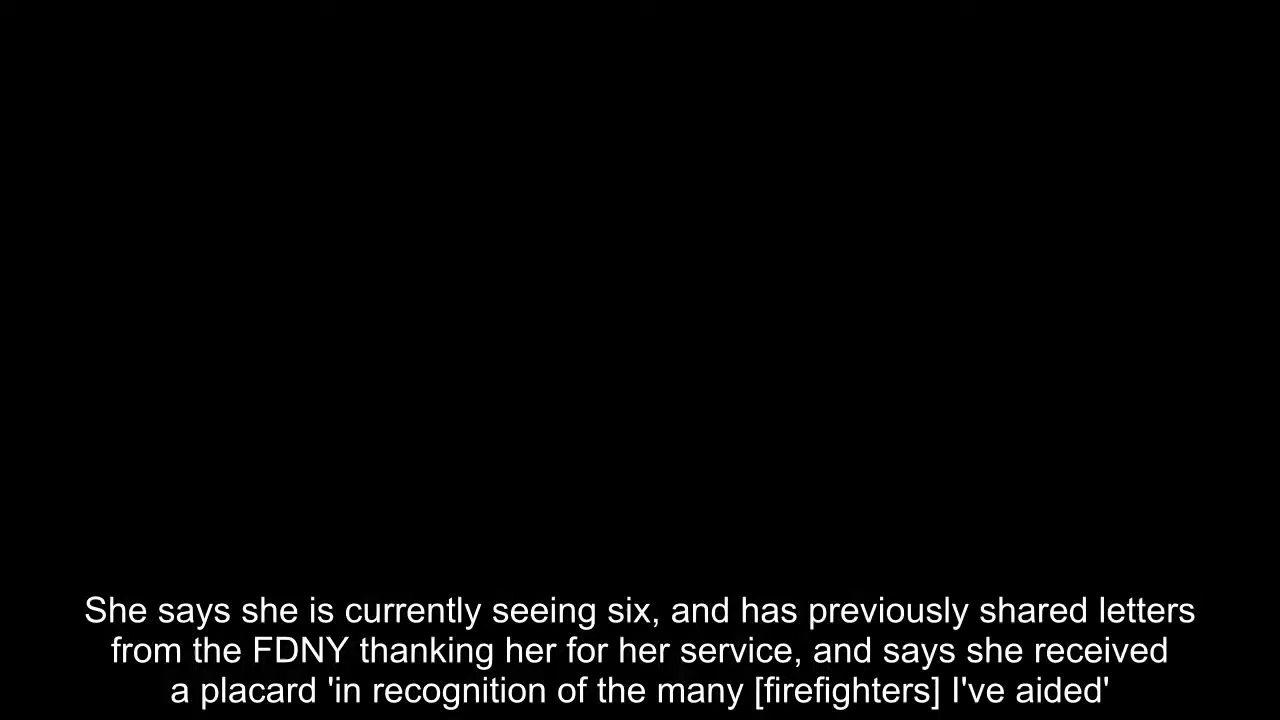 She says she is currently seeing six, and has previously shared letters
from the FDNY thanking her for her service, and says she received
a placard 'in recognition of the many [firefighters] I've aided'